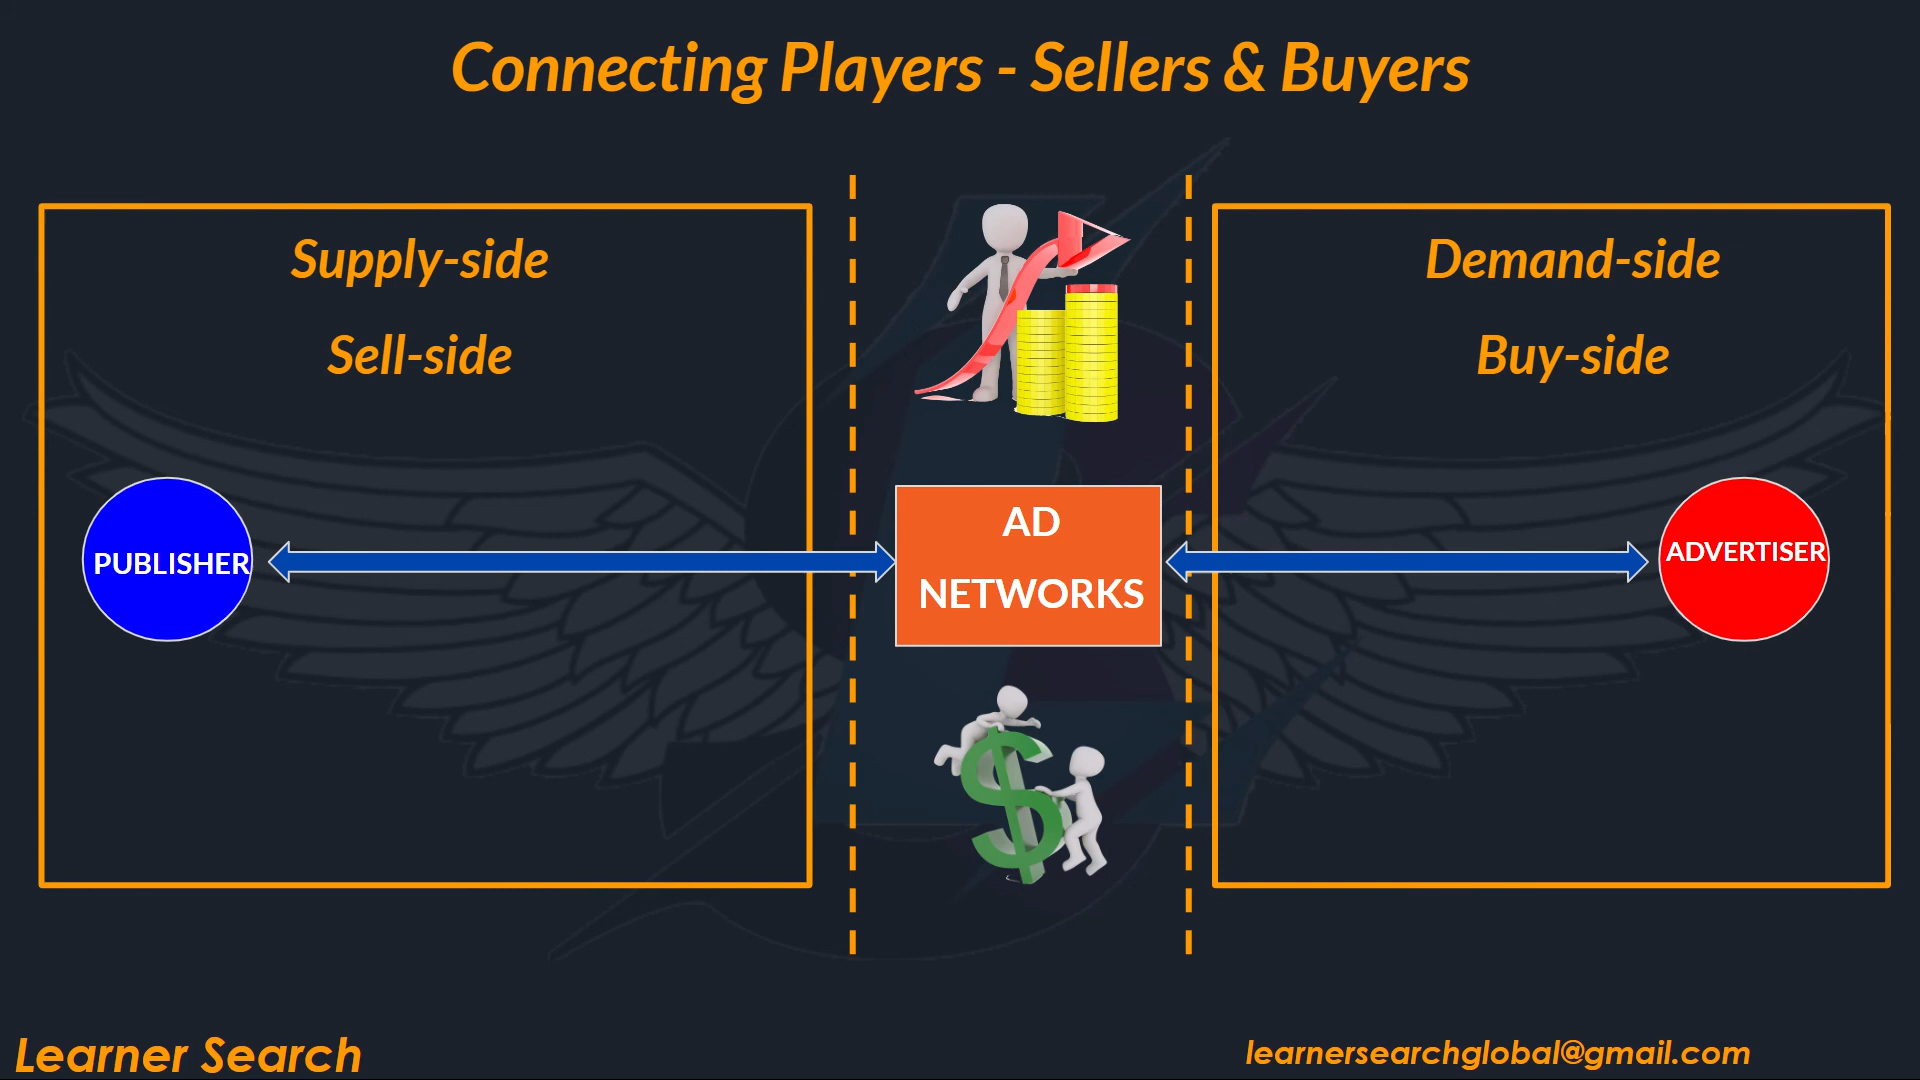 Connecting Players - Sellers & Buyers
Supply-side
Sell-side
Demand-side
Buy-side
PUBLISHER
AD
NETWORKS
ADVERTISER
Learner Search
learnersearchglobal@gmail.com